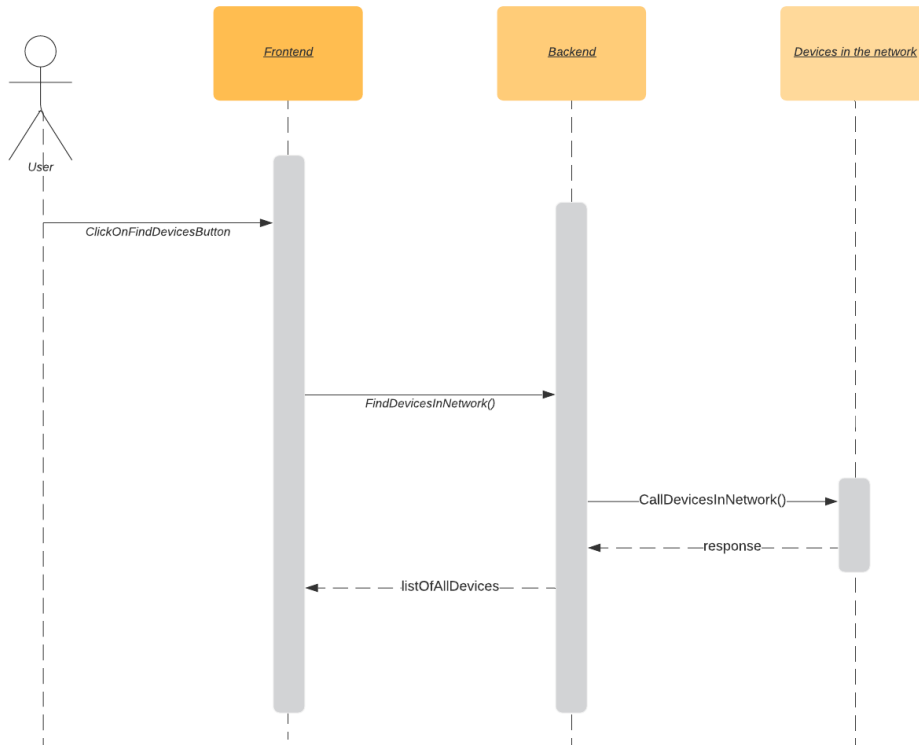 Frontend
Backend
Devices in the network
User
ClickOnFindDevicesButton
FindDevicesInNetwork()
CallDevicesInNetwork()
response
listOfAllDevices